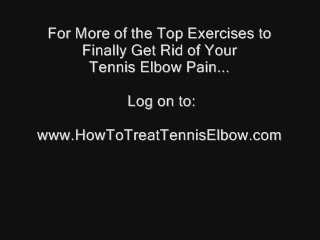 For More of the Top Exercises to
Finally Get Rid of Your
Tennis Elbow Pain...
Log on to:
www.HowToTreatTennisElbow.com